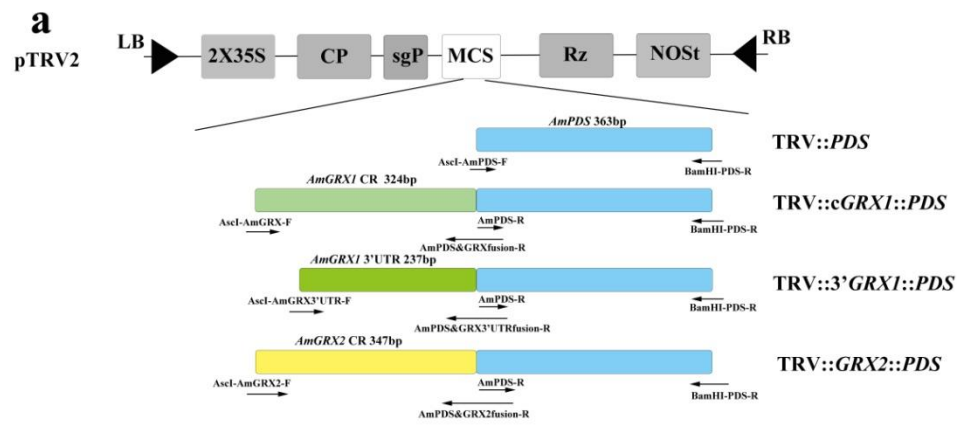 a
pTRV2
LB 2X35S CP sgP MCS Rz NOSt RB
AmPDS 363bp
TRV::PDS
AscI-AmPDS-F
BamHI-PDS-R
AmGRX1 CR 324bp
TRV::cGRX1::PDS
AscI-AmGRX-F
AmPDS-R
BamHI-PDS-R
AmPDS&GRXfusion-R
AmGRX1 3'UTR 237bp
TRV::3'GRX1::PDS
AscI-AmGRX3'UTR-F
AmPDS-R
BamHI-PDS-R
AmPDS&GRX3'UTRfusion-R
AmGRX2 CR 347bp
TRV::GRX2::PDS
AscI-AmGRX2-F
AmPDS-R
BamHI-PDS-R
AmPDS&GRX2fusion-R